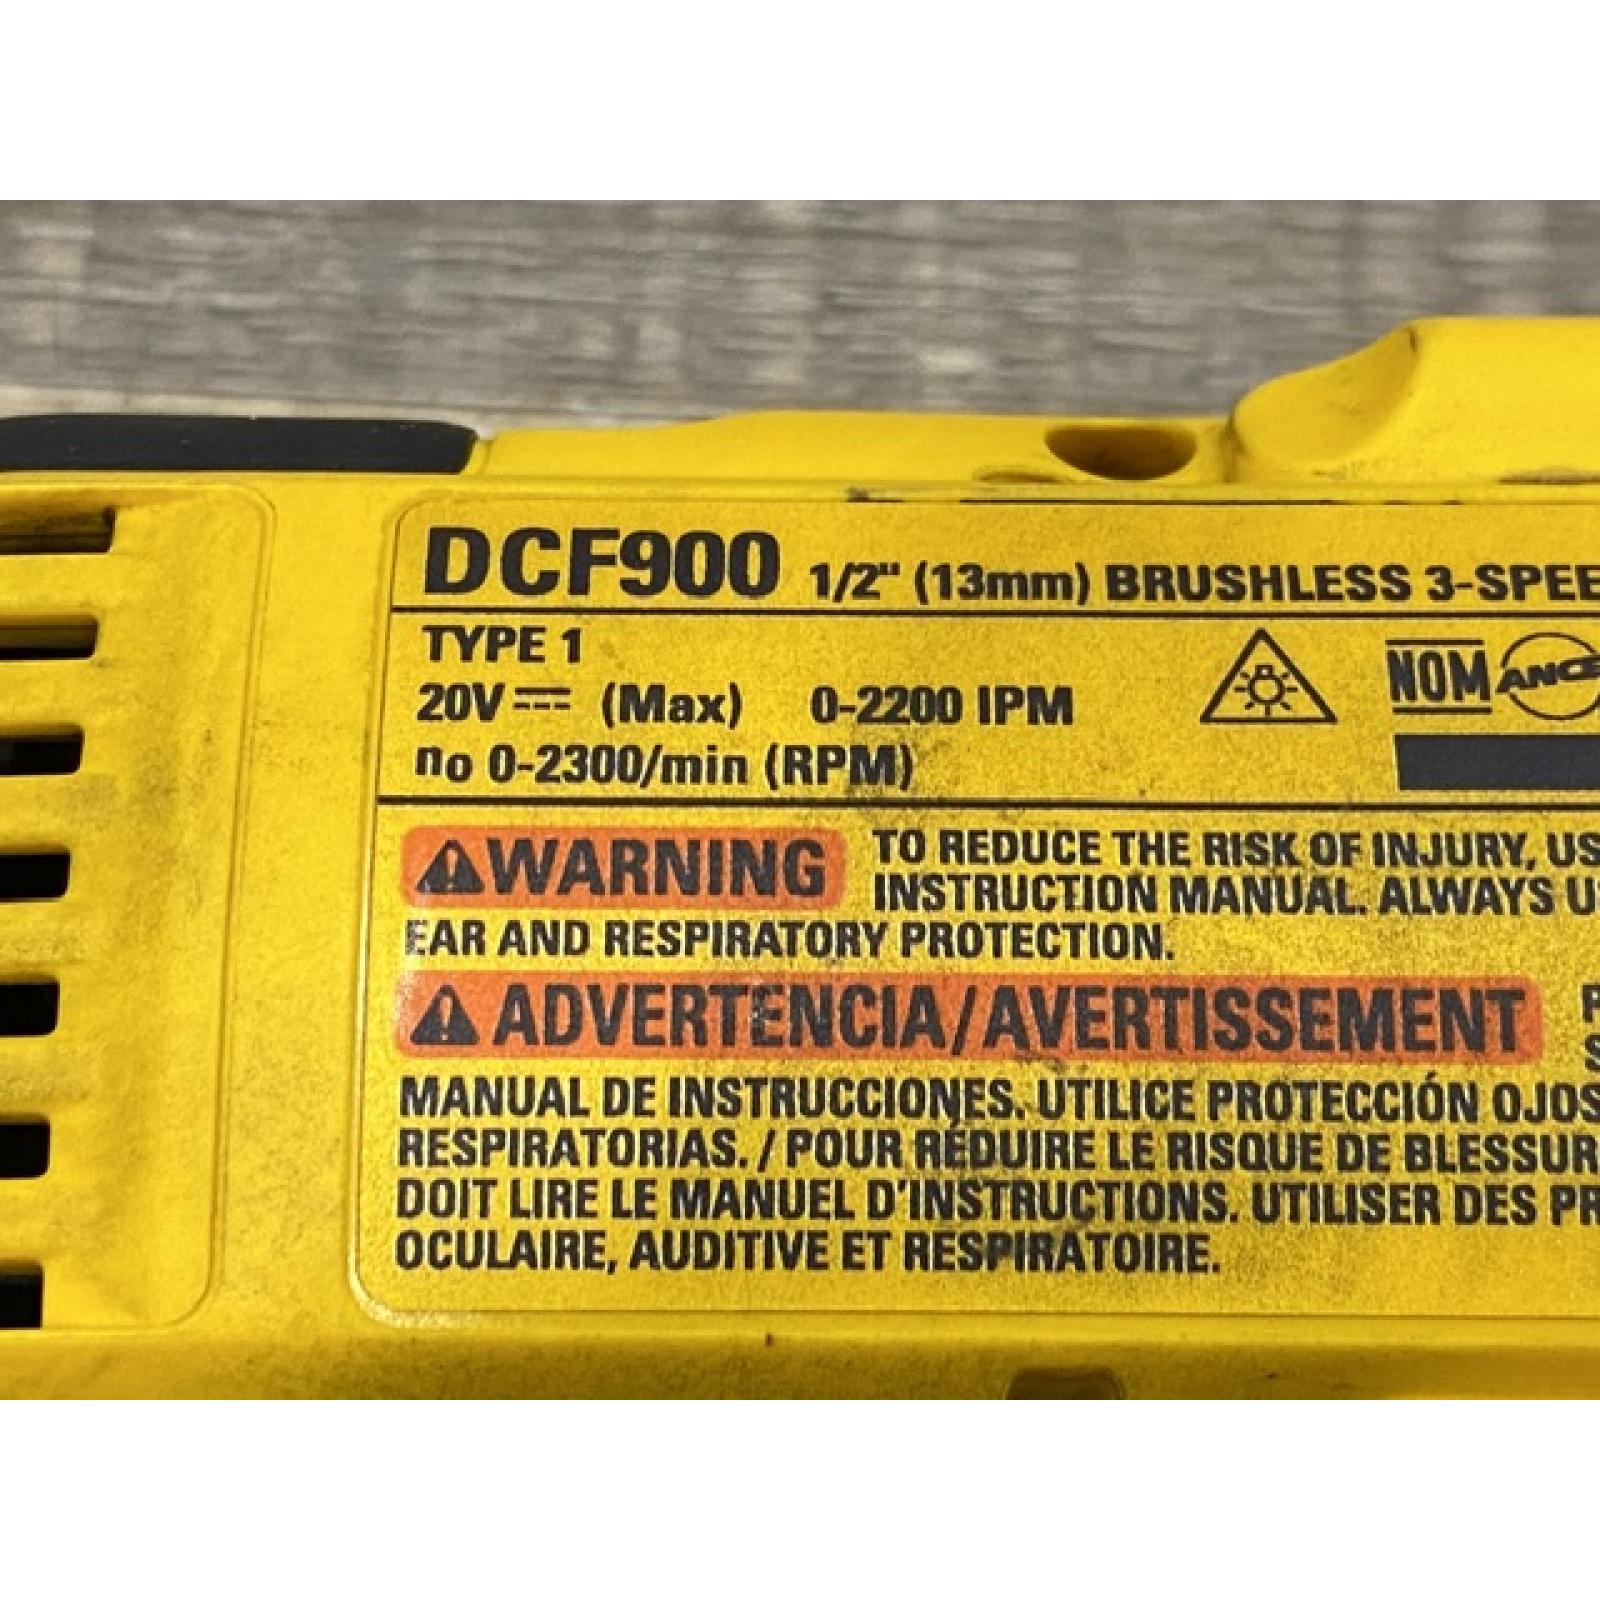 DCF900 1/2" (13mm) BRUSHLESS 3-SPEE
TYPE 1
20V ⎓ (Max) 0-2200 IPM
no 0-2300/min (RPM)
NOM ANCE
WARNING TO REDUCE THE RISK OF INJURY, US
INSTRUCTION MANUAL. ALWAYS U
EAR AND RESPIRATORY PROTECTION.
ADVERTENCIA/AVERTISSEMENT
MANUAL DE INSTRUCCIONES. UTILICE PROTECCIÓN OJOS
RESPIRATORIAS. / POUR RÉDUIRE LE RISQUE DE BLESSUR
DOIT LIRE LE MANUEL D'INSTRUCTIONS. UTILISER DES PR
OCULAIRE, AUDITIVE ET RESPIRATOIRE.